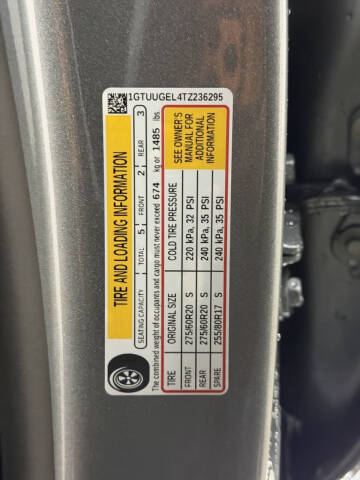 1GTUUGEL4TZ236295
TIRE AND LOADING INFORMATION
SEATING CAPACITY TOTAL 5 FRONT 2 REAR 3
The combined weight of occupants and cargo must never exceed 674 kg or 1485 lbs
TIRE ORIGINAL SIZE COLD TIRE PRESSURE
FRONT 275/60R20 S 220 kPa, 32 PSI
REAR 275/60R20 S 240 kPa, 35 PSI
SPARE 255/80R17 S 240 kPa, 35 PSI
SEE OWNER'S
MANUAL FOR
ADDITIONAL
INFORMATION